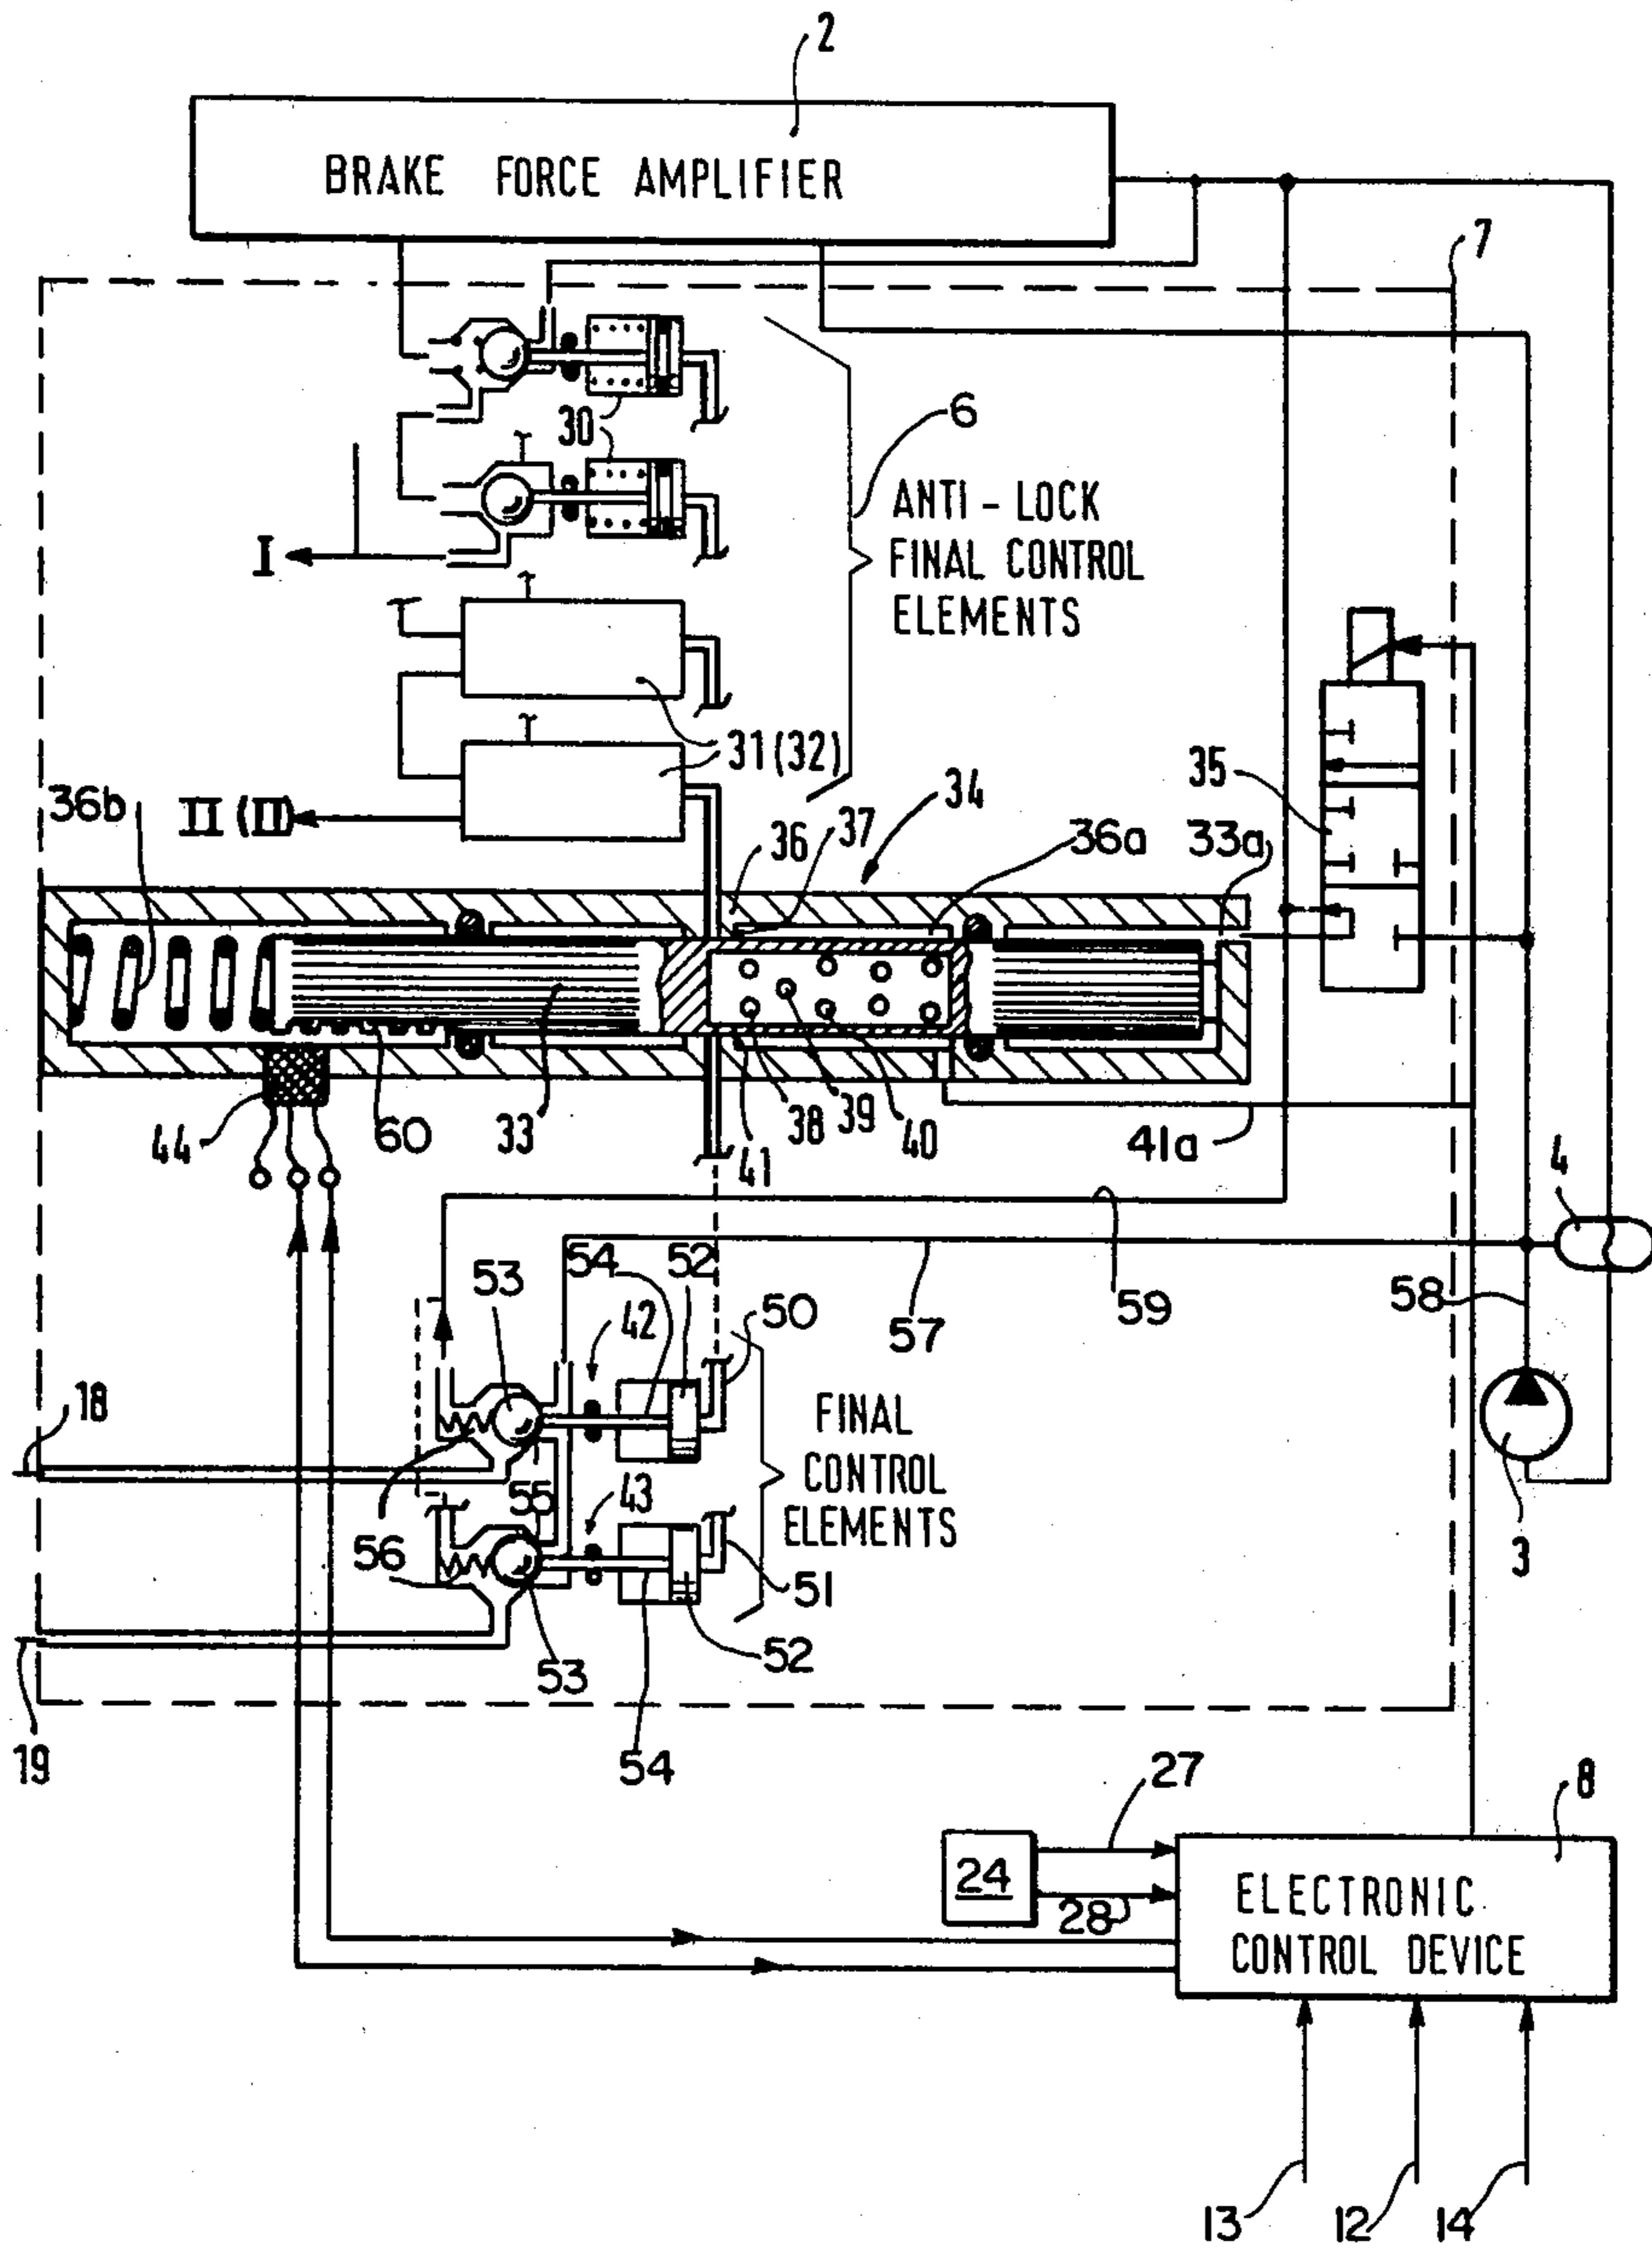 2
BRAKE FORCE AMPLIFIER
7
30
6
ANTI-LOCK
FINAL CONTROL
ELEMENTS
I
31(32)
II (II)
35
36b
34
37
36
36a
33a
44
60
33
41
38
39
40
41a
4
53
54
52
50
42
57
59
58
18
FINAL
CONTROL
ELEMENTS
55
43
56
51
3
53
52
19
54
27
8
24
28
ELECTRONIC
CONTROL DEVICE
13
12
14